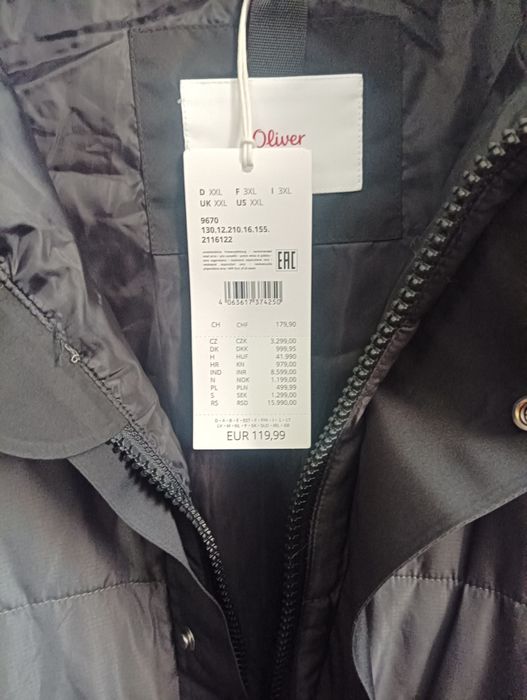 Oliver
D XXL F 3XL I 3XL
UK XXL US XXL
9670
130.12.210.16.155.
2116122
EAC
4 063617 374250
CH CHF 179,90
CZ CZK 3.299,00
DK DKK 999,95
H HUF 41.990
HR KN 979,00
IND INR 8.599,00
N NOK 1.199,00
PL PLN 499,99
S SEK 1.299,00
RS RSD 15.990,00
EUR 119,99